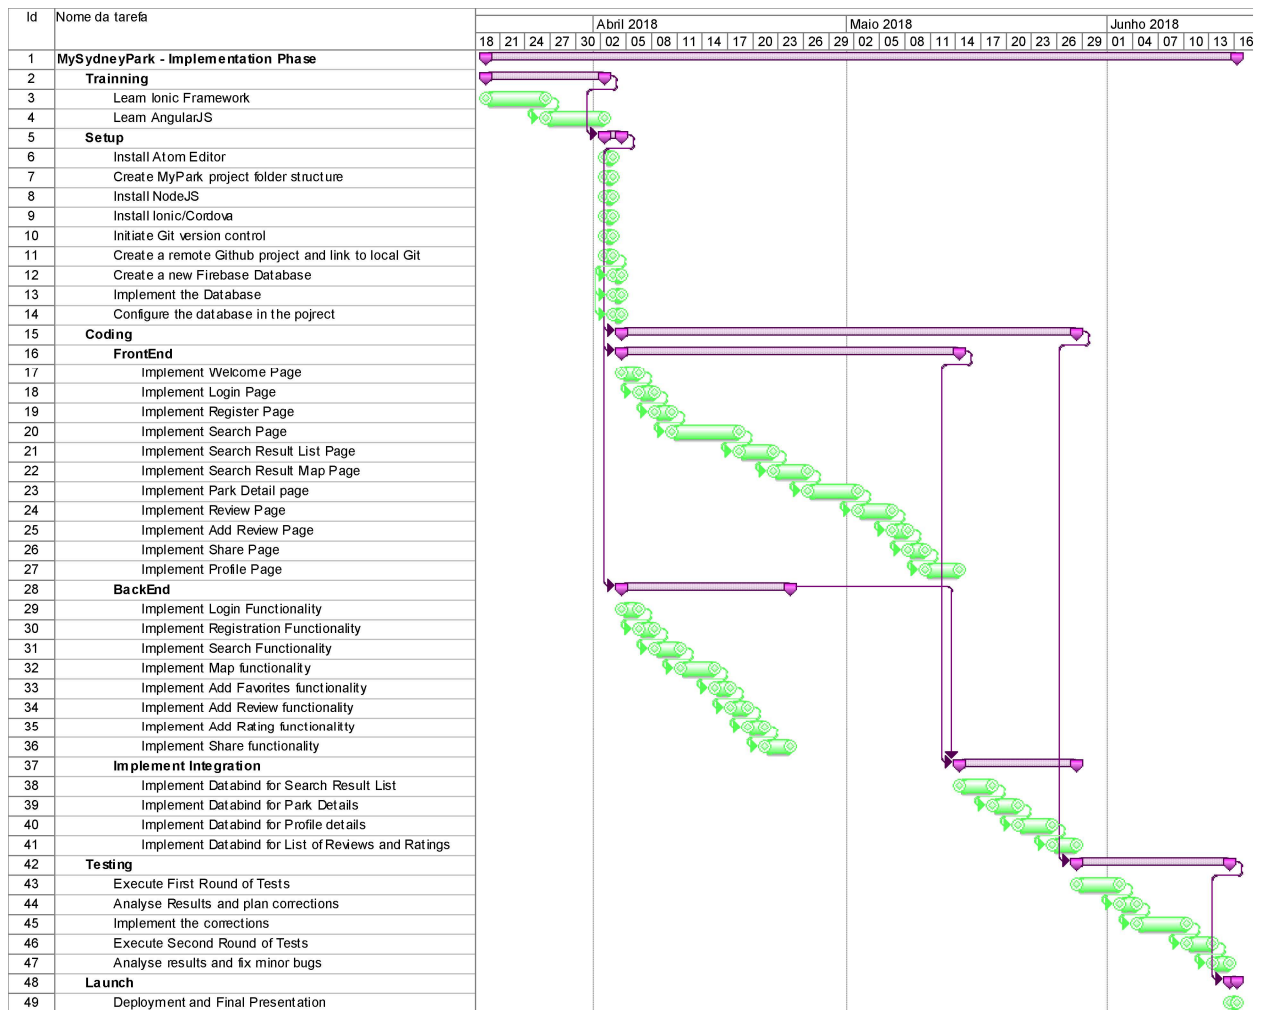 Id Nome da tarefa
Abril 2018 Maio 2018 Junho 2018
18 21 24 27 30 02 05 08 11 14 17 20 23 26 29 02 05 08 11 14 17 20 23 26 29 01 04 07 10 13 16
1 MySydneyPark - Implementation Phase
2 Trainning
3 Learn Ionic Framework
4 Learn AngularJS
5 Setup
6 Install Atom Editor
7 Create MyPark project folder structure
8 Install NodeJS
9 Install Ionic/Cordova
10 Initiate Git version control
11 Create a remote Github project and link to local Git
12 Create a new Firebase Database
13 Implement the Database
14 Configure the database in the pojrect
15 Coding
16 FrontEnd
17 Implement Welcome Page
18 Implement Login Page
19 Implement Register Page
20 Implement Search Page
21 Implement Search Result List Page
22 Implement Search Result Map Page
23 Implement Park Detail page
24 Implement Review Page
25 Implement Add Review Page
26 Implement Share Page
27 Implement Profile Page
28 BackEnd
29 Implement Login Functionality
30 Implement Registration Functionality
31 Implement Search Functionality
32 Implement Map functionality
33 Implement Add Favorites functionality
34 Implement Add Review functionality
35 Implement Add Rating functionalitty
36 Implement Share functionality
37 Implement Integration
38 Implement Databind for Search Result List
39 Implement Databind for Park Details
40 Implement Databind for Profile details
41 Implement Databind for List of Reviews and Ratings
42 Testing
43 Execute First Round of Tests
44 Analyse Results and plan corrections
45 Implement the corrections
46 Execute Second Round of Tests
47 Analyse results and fix minor bugs
48 Launch
49 Deployment and Final Presentation